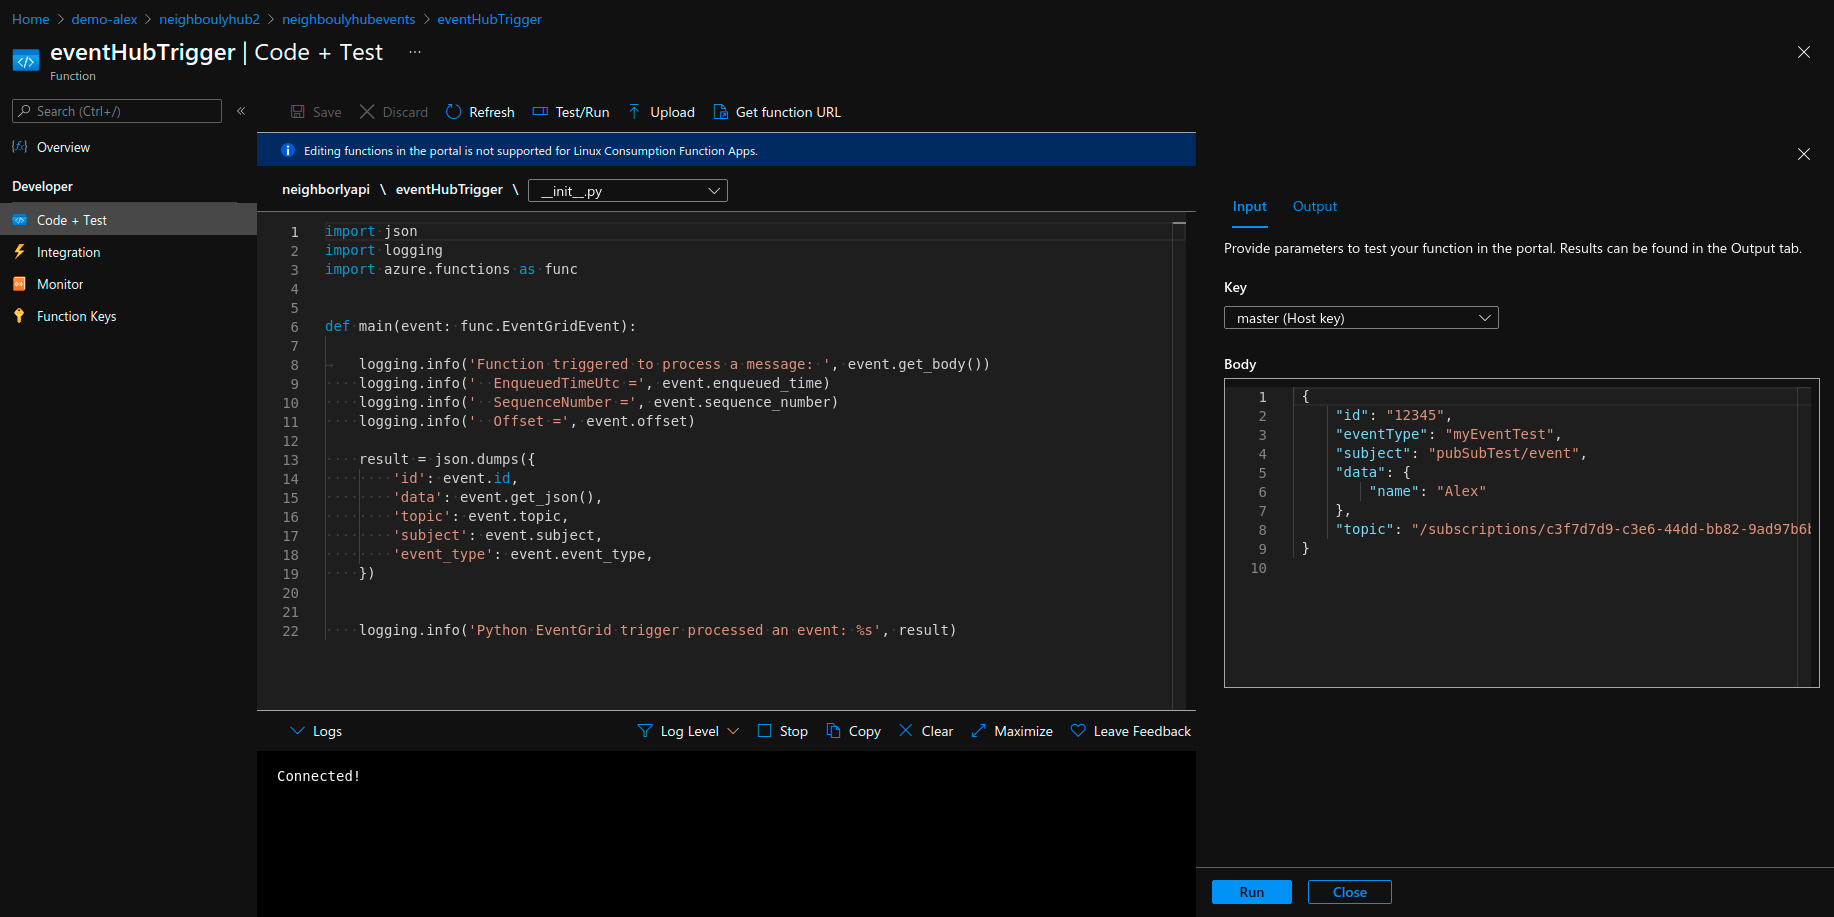 Home > demo-alex > neighboulyhub2 > neighboulyhubevents > eventHubTrigger
eventHubTrigger | Code + Test ...
Function
Search (Ctrl+/)
«
Overview
Developer
Code + Test
Integration
Monitor
Function Keys
Save Discard Refresh Test/Run Upload Get function URL
Editing functions in the portal is not supported for Linux Consumption Function Apps.
neighborlyapi \ eventHubTrigger \ __init__.py
1 import json
2 import logging
3 import azure.functions as func
4
5
6 def main(event: func.EventGridEvent):
7
8     logging.info('Function triggered to process a message: ', event.get_body())
9     logging.info('  EnqueuedTimeUtc =', event.enqueued_time)
10     logging.info('  SequenceNumber =', event.sequence_number)
11     logging.info('  Offset =', event.offset)
12
13     result = json.dumps({
14         'id': event.id,
15         'data': event.get_json(),
16         'topic': event.topic,
17         'subject': event.subject,
18         'event_type': event.event_type,
19     })
20
21
22     logging.info('Python EventGrid trigger processed an event: %s', result)
Logs Log Level Stop Copy Clear Maximize Leave Feedback
Connected!
Input Output
Provide parameters to test your function in the portal. Results can be found in the Output tab.
Key
master (Host key)
Body
1 {
2     "id": "12345",
3     "eventType": "myEventTest",
4     "subject": "pubSubTest/event",
5     "data": {
6         "name": "Alex"
7     },
8     "topic": "/subscriptions/c3f7d7d9-c3e6-44dd-bb82-9ad97b6b
9 }
10
Run Close